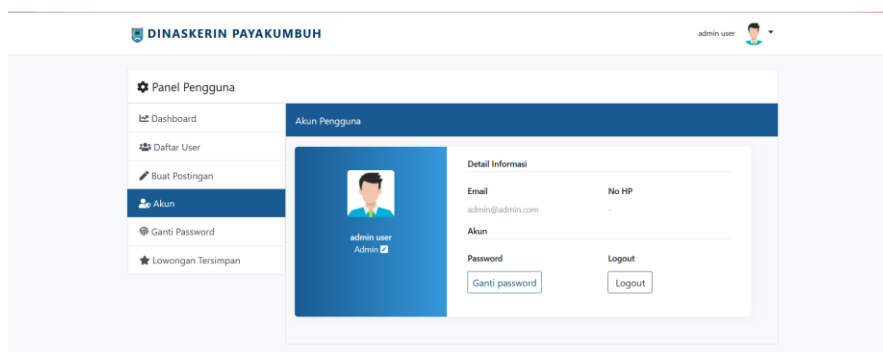 DINASKERIN PAYAKUMBUH
admin user
Panel Pengguna
Dashboard
Daftar User
Buat Postingan
Akun
Ganti Password
Lowongan Tersimpan
Akun Pengguna
admin user
Admin
Detail Informasi
Email No HP
admin@admin.com -
Akun
Password Logout
Ganti password Logout